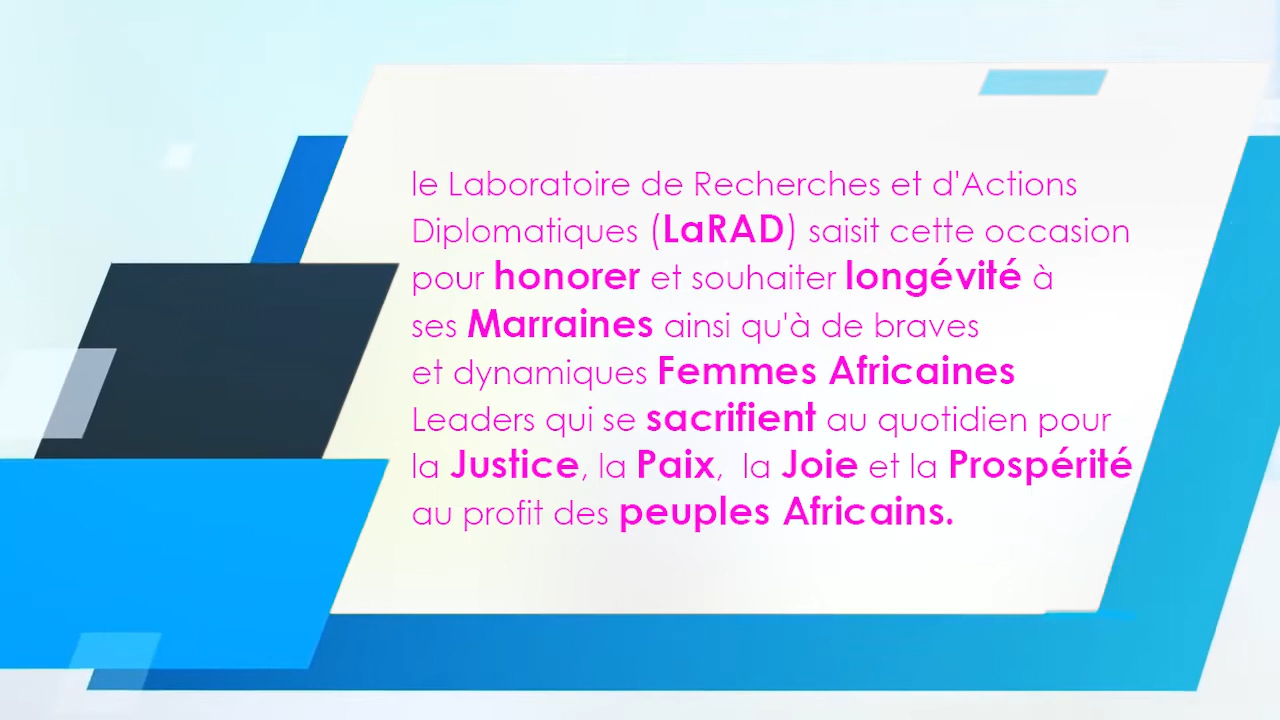 le Laboratoire de Recherches et d'Actions
Diplomatiques (LaRAD) saisit cette occasion
pour honorer et souhaiter longévité à
ses Marraines ainsi qu'à de braves
et dynamiques Femmes Africaines
Leaders qui se sacrifient au quotidien pour
la Justice, la Paix,  la Joie et la Prospérité
au profit des peuples Africains.